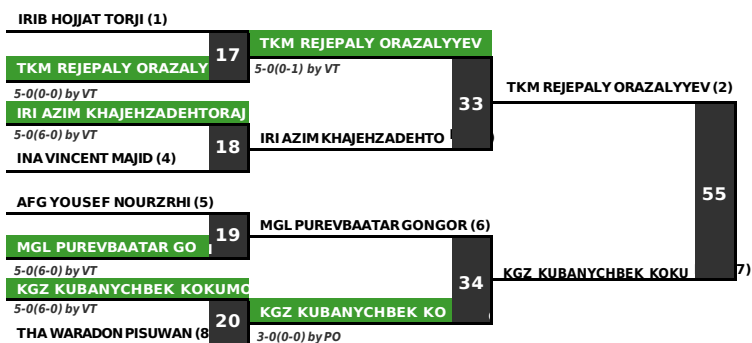 IRIB HOJJAT TORJI (1)
17
TKM REJEPALY ORAZALY
5-0(0-0) by VT
TKM REJEPALY ORAZALYYEV
5-0(0-1) by VT
IRI AZIM KHAJEHZADEHTORAJ
5-0(6-0) by VT
18
INA VINCENT MAJID (4)
33
IRI AZIM KHAJEHZADEHTO
TKM REJEPALY ORAZALYYEV (2)
55
AFG YOUSEF NOURZRHI (5)
19
MGL PUREVBAATAR GO
5-0(6-0) by VT
MGL PUREVBAATAR GONGOR (6)
KGZ KUBANYCHBEK KOKUMO
5-0(6-0) by VT
20
THA WARADON PISUWAN (8
34
KGZ KUBANYCHBEK KO
3-0(0-0) by PO
KGZ KUBANYCHBEK KOKU 7)